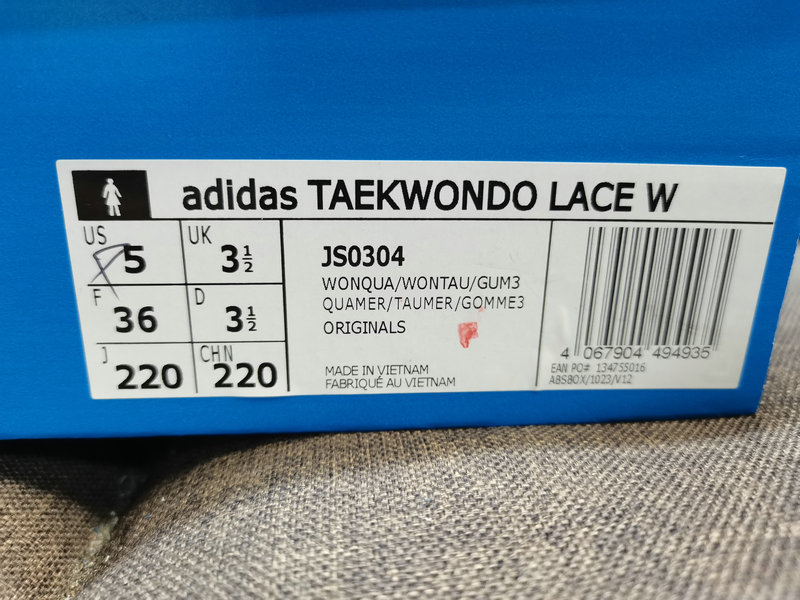 adidas TAEKWONDO LACE W
US 5
UK 3½
F 36
D 3½
J 220
CHN 220
JS0304
WONQUA/WONTAU/GUM3
QUAMER/TAUMER/GOMME3
ORIGINALS
MADE IN VIETNAM
FABRIQUÉ AU VIETNAM
4 067904 494935
EAN PO# 134755016
ABSBOX/1023/V12